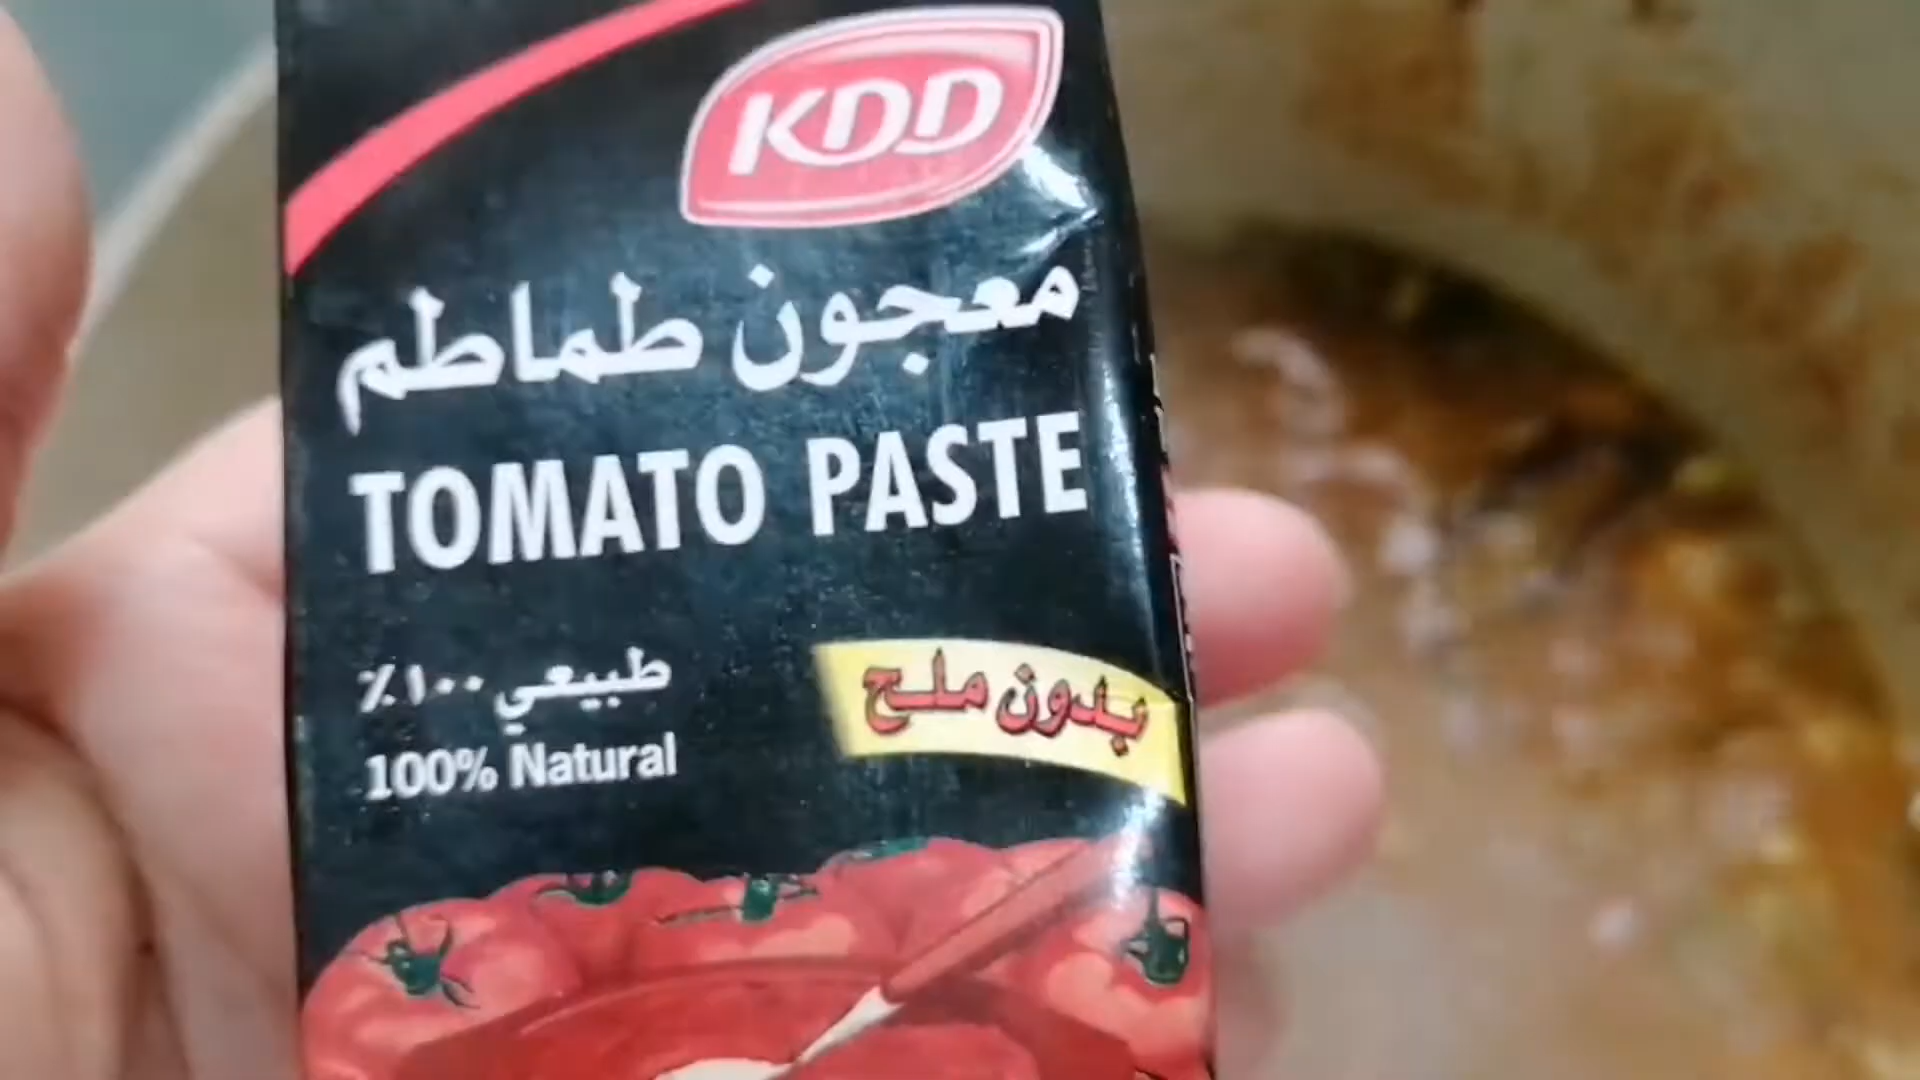 KDD
معجون طماطم
TOMATO PASTE
طبيعي ١٠٠٪
100% Natural
بدون ملح